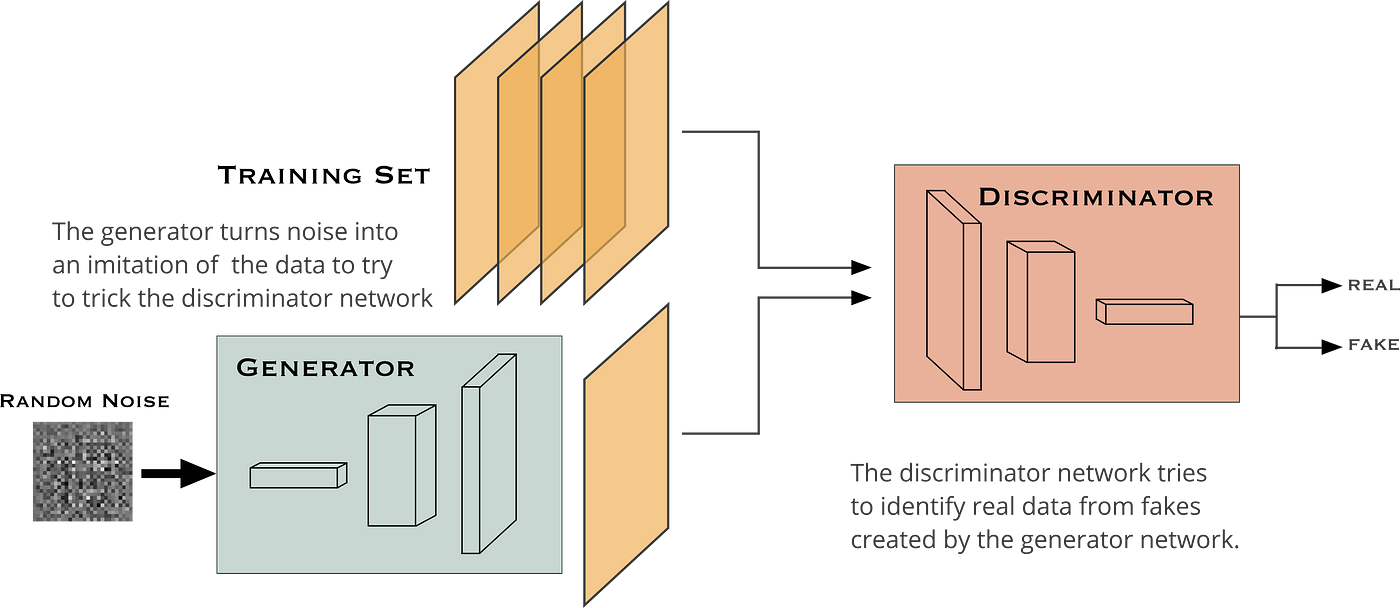 TRAINING SET
The generator turns noise into
an imitation of the data to try
to trick the discriminator network
GENERATOR
RANDOM NOISE
DISCRIMINATOR
REAL
FAKE
The discriminator network tries
to identify real data from fakes
created by the generator network.